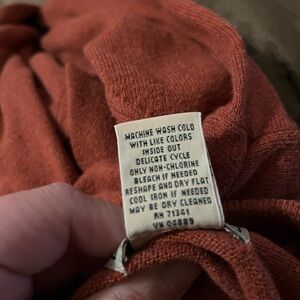 MACHINE WASH COLD
WITH LIKE COLORS
INSIDE OUT
DELICATE CYCLE
ONLY NON-CHLORINE
BLEACH IF NEEDED
RESHAPE AND DRY FLAT
COOL IRON IF NEEDED
MAY BE DRY CLEANED
RN 71341
VN 00889